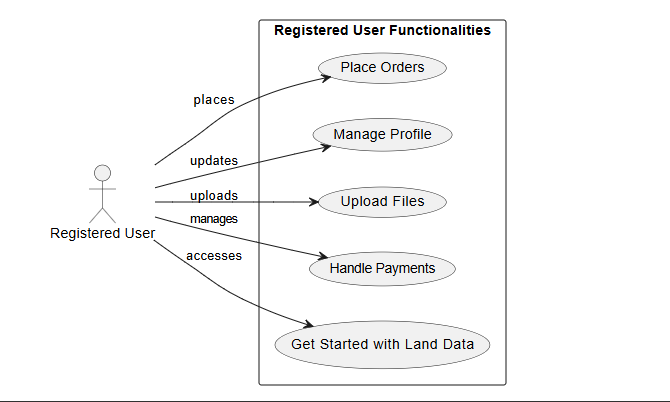 Registered User Functionalities
Place Orders
places
Manage Profile
updates
uploads
Upload Files
manages
Registered User
accesses
Handle Payments
Get Started with Land Data